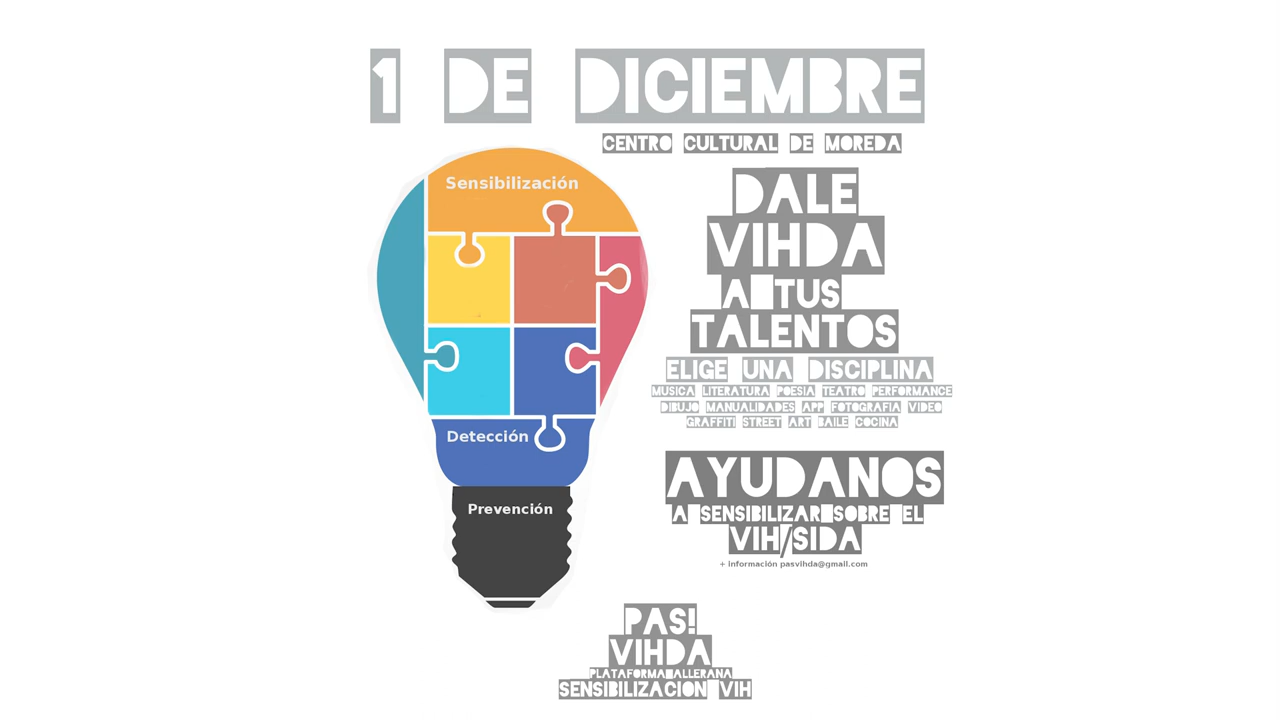 1 DE DICIEMBRE
CENTRO CULTURAL DE MOREDA
Sensibilización
DALE
VIHDA
A TUS
TALENTOS
ELIGE UNA DISCIPLINA
MUSICA LITERATURA POESIA TEATRO PERFORMANCE
DIBUJO MANUALIDADES APP FOTOGRAFIA VIDEO
GRAFFITI STREET ART BAILE COCINA
Detección
Prevención
AYUDANOS
A SENSIBILIZAR SOBRE EL
VIH/SIDA
+ información pasvihda@gmail.com
PAS!
VIHDA
PLATAFORMA ALLERANA
SENSIBILIZACION VIH